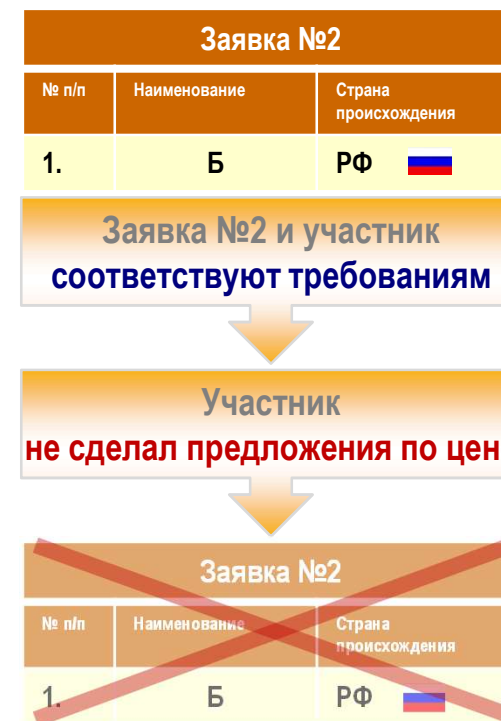 Заявка №2
№ п/п Наименование Страна
происхождения
1. Б РФ
Заявка №2 и участник
соответствуют требованиям
Участник
не сделал предложения по цен
Заявка №2
№ п/п Наименование Страна
происхождения
1. Б РФ